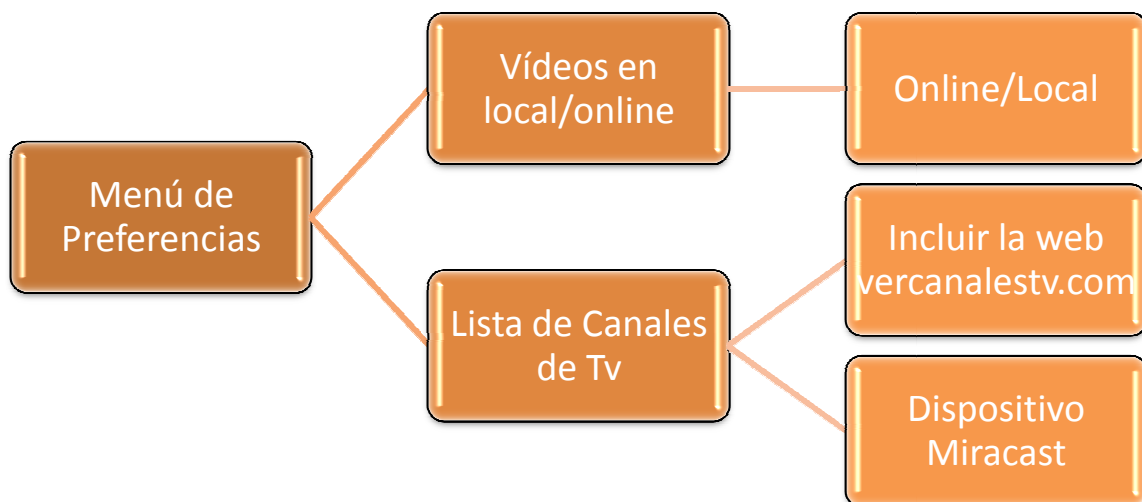 Menú de
Preferencias
Vídeos en
local/online
Online/Local
Lista de Canales
de Tv
Incluir la web
vercanalestv.com
Dispositivo
Miracast